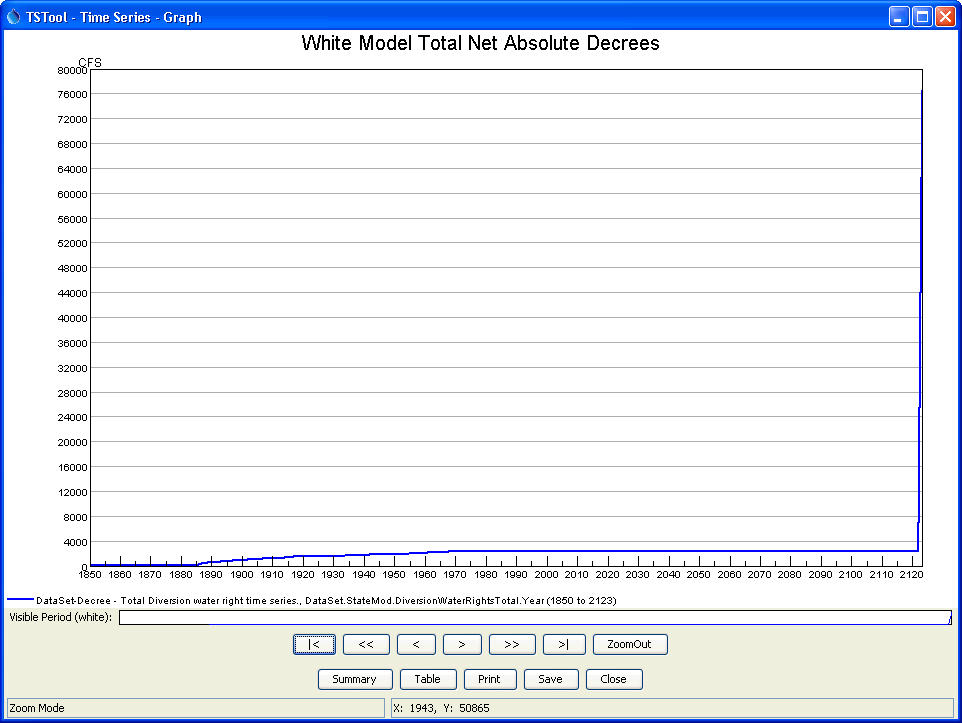 TSTool - Time Series - Graph
White Model Total Net Absolute Decrees
CFS
80000
76000
72000
68000
64000
60000
56000
52000
48000
44000
40000
36000
32000
28000
24000
20000
16000
12000
8000
4000
0
1850 1860 1870 1880 1890 1900 1910 1920 1930 1940 1950 1960 1970 1980 1990 2000 2010 2020 2030 2040 2050 2060 2070 2080 2090 2100 2110 2120
DataSet-Decree - Total Diversion water right time series., DataSet.StateMod.DiversionWaterRightsTotal.Year (1850 to 2123)
Visible Period (white):
|< << < > >> >| ZoomOut
Summary Table Print Save Close
Zoom Mode X: 1943, Y: 50865